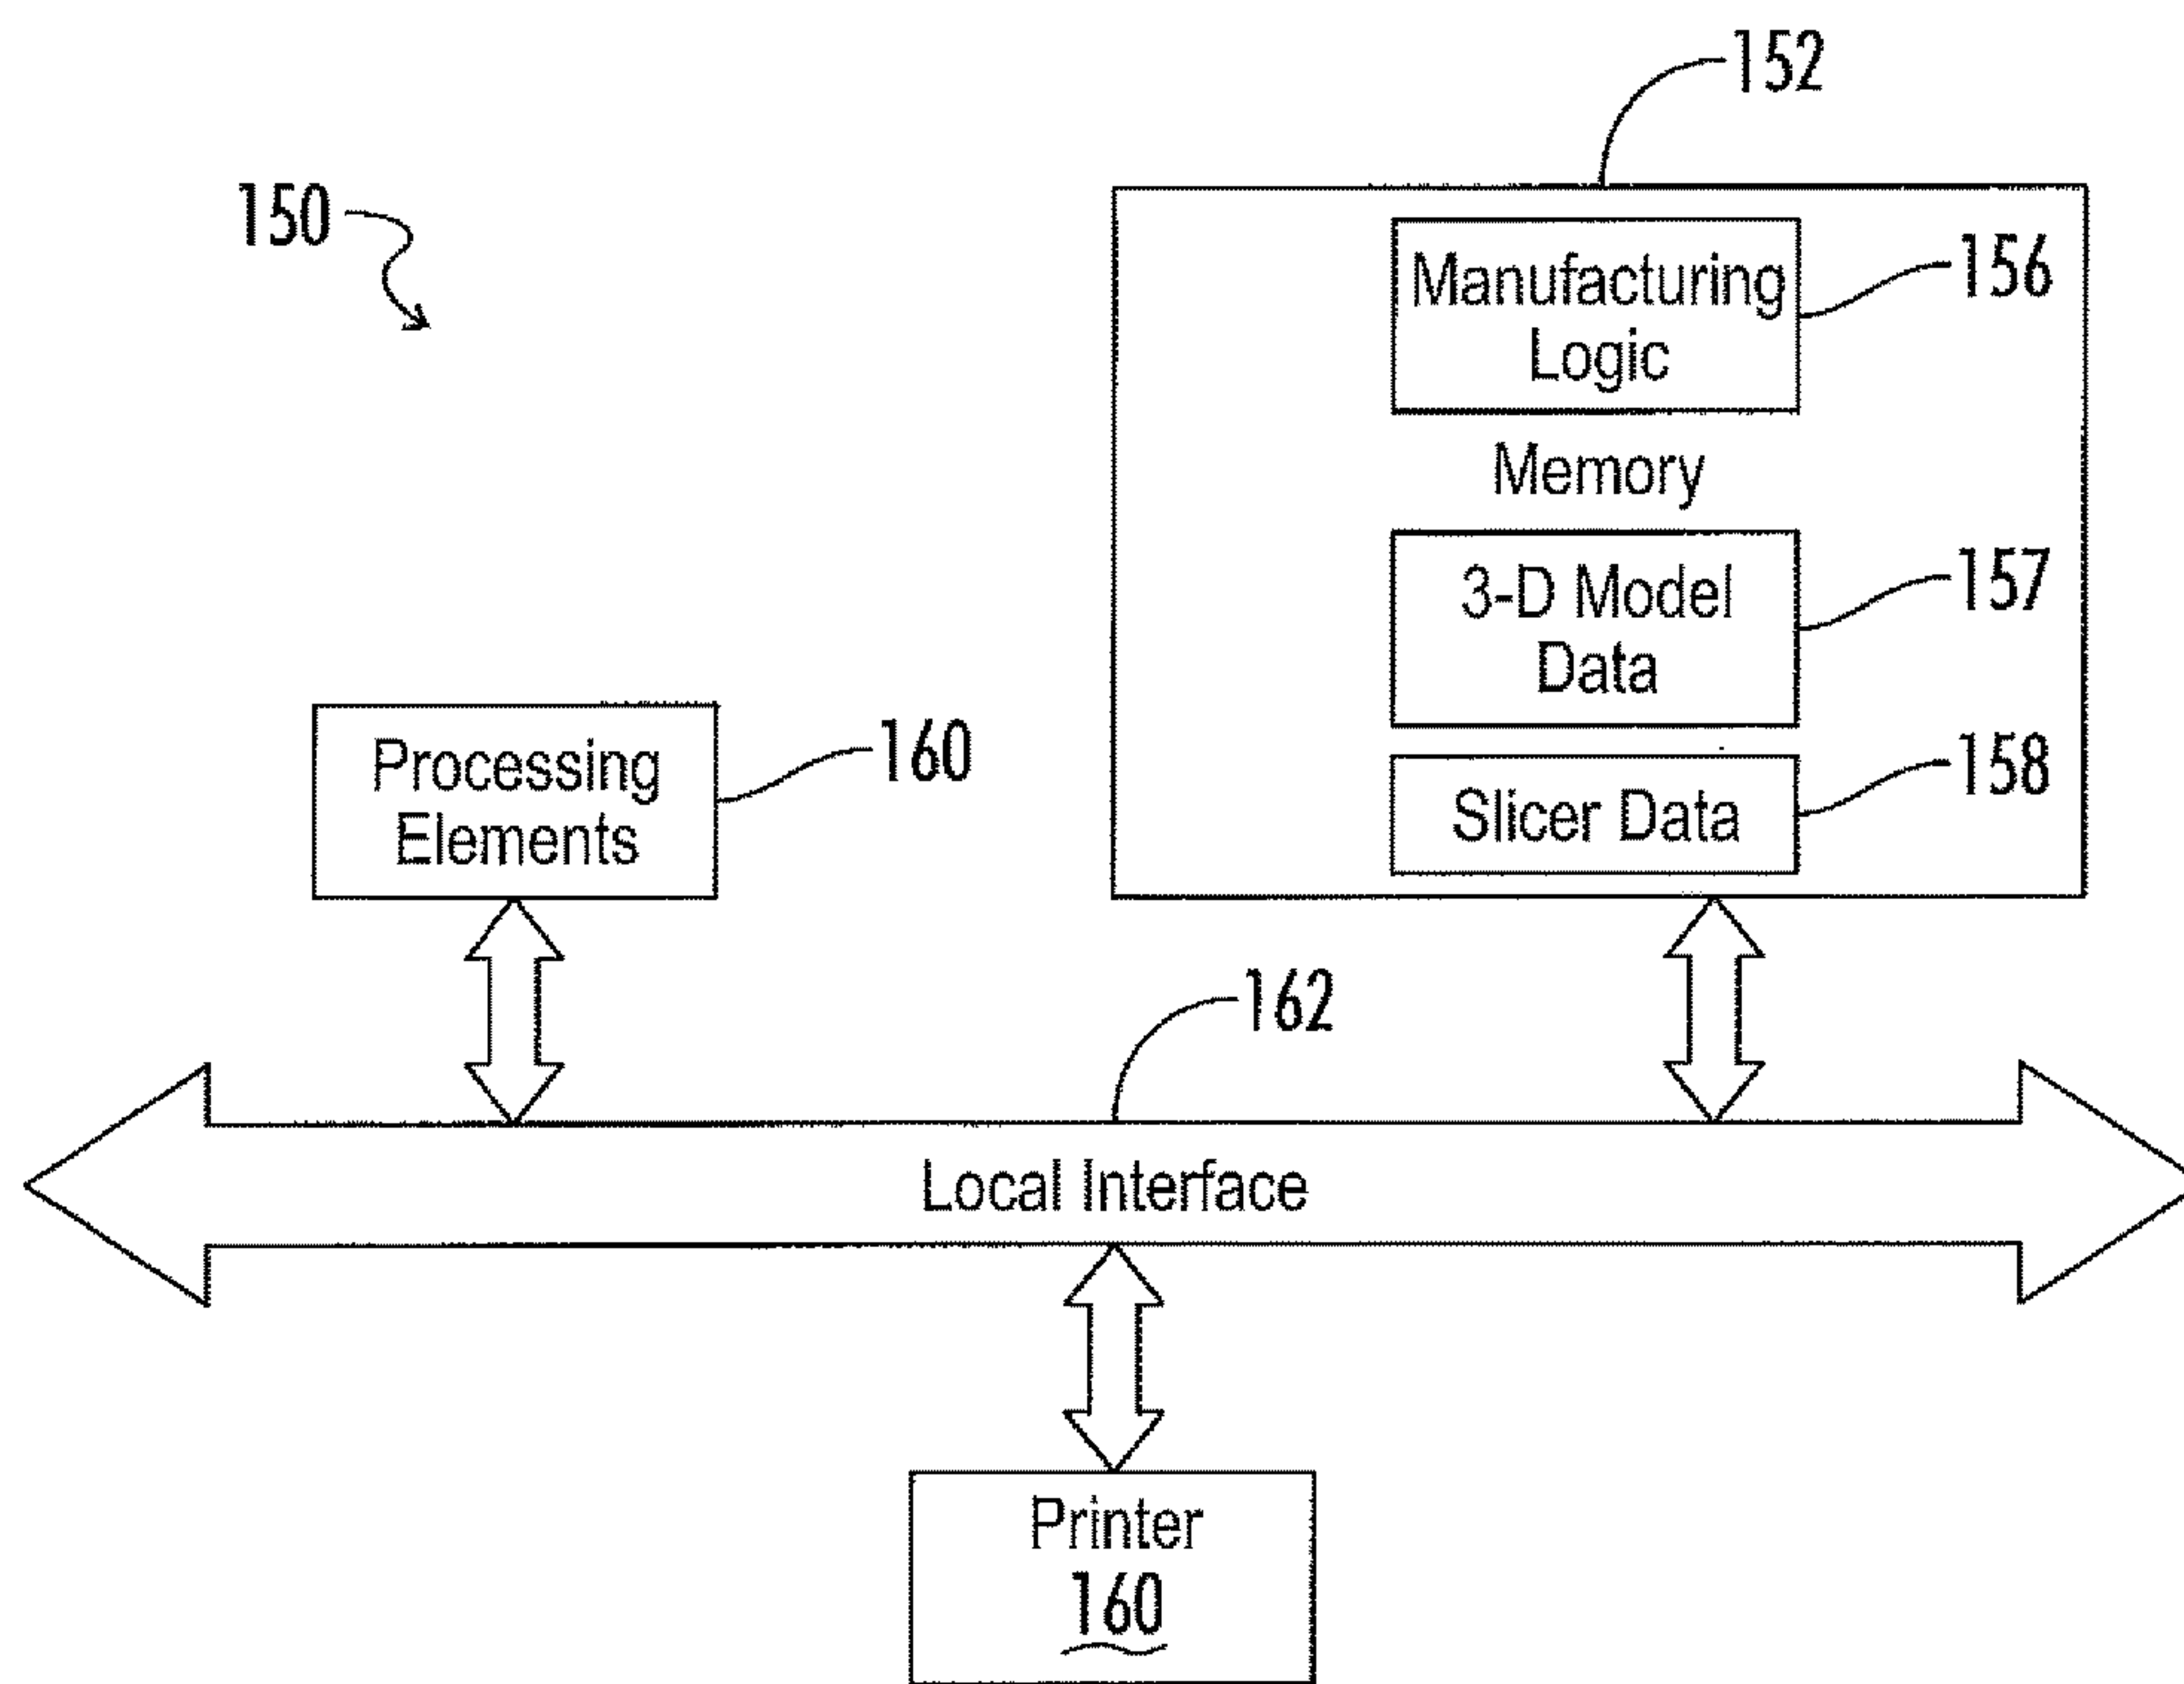 152
150
Manufacturing
Logic
156
Memory
3-D Model
Data
157
Processing
Elements
160
Slicer Data
158
162
Local Interface
Printer
160